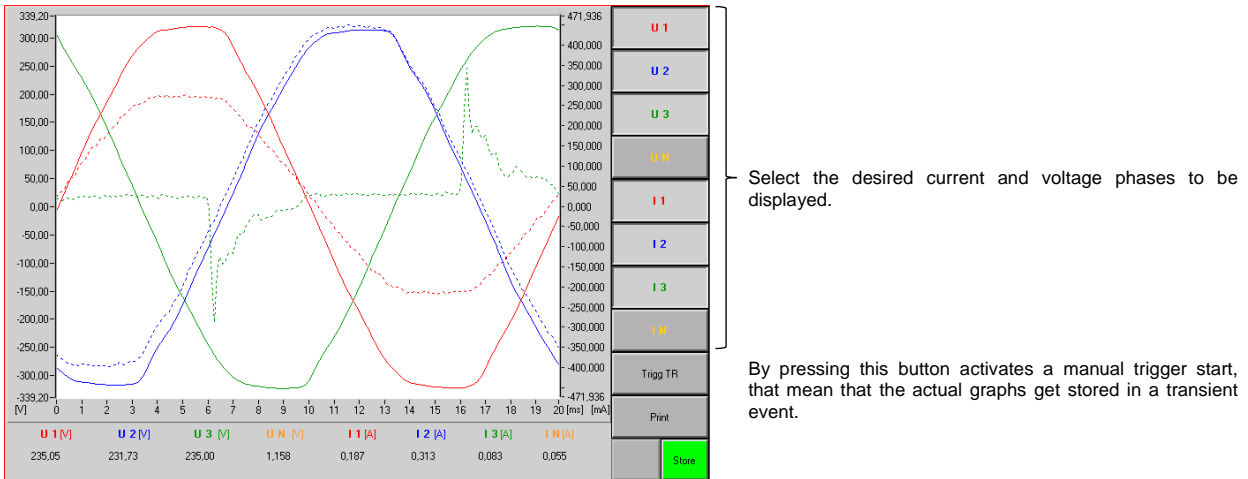 339,20
300,00
250,00
200,00
150,00
100,00
50,00
0,00
-50,00
-100,00
-150,00
-200,00
-250,00
-300,00
-339,20
[V] 0 1 2 3 4 5 6 7 8 9 10 11 12 13 14 15 16 17 18 19 20 [ms] [mA]
471,936
400,000
350,000
300,000
250,000
200,000
150,000
100,000
50,000
0,000
-50,000
-100,000
-150,000
-200,000
-250,000
-300,000
-350,000
-400,000
-471,936
U 1 [V] U 2 [V] U 3 [V] U N [V] I 1 [A] I 2 [A] I 3 [A] I N [A]
235,05 231,73 235,00 1,158 0,187 0,313 0,083 0,055
U 1
U 2
U 3
U N
I 1
I 2
I 3
I N
Trigg TR
Print
Store
Select the desired current and voltage phases to be
displayed.
By pressing this button activates a manual trigger start,
that mean that the actual graphs get stored in a transient
event.